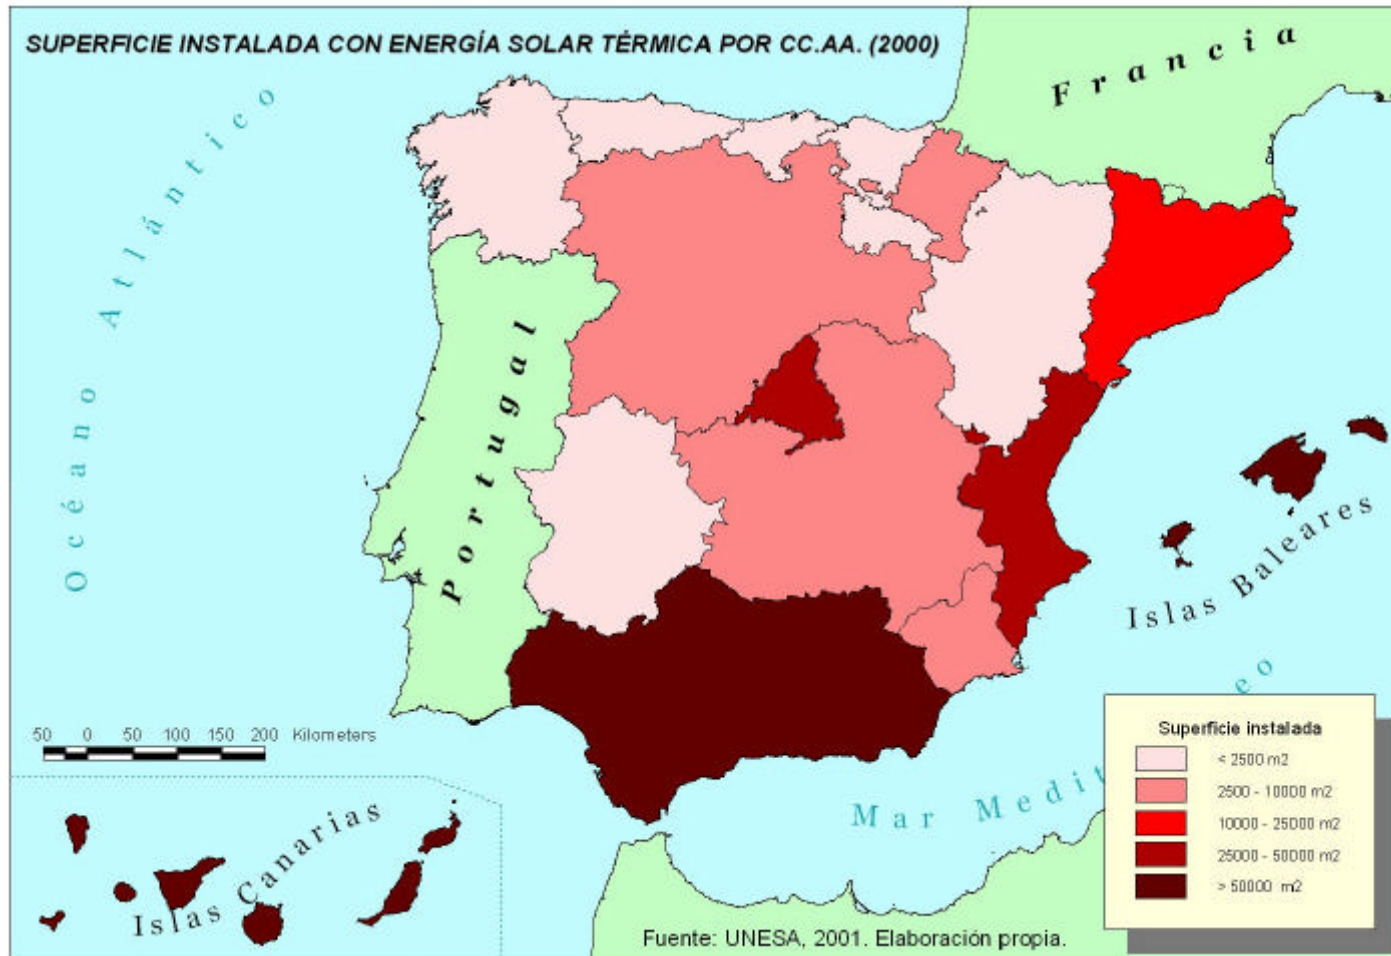 SUPERFICIE INSTALADA CON ENERGÍA SOLAR TÉRMICA POR CC.AA. (2000)
Francia
Océano Atlántico
Portugal
Islas Baleares
50 0 50 100 150 200 Kilometers
Islas Canarias
Mar Medit eo
Superficie instalada
< 2500 m2
2500 - 10000 m2
10000 - 25000 m2
25000 - 50000 m2
> 50000 m2
Fuente: UNESA, 2001. Elaboración propia.